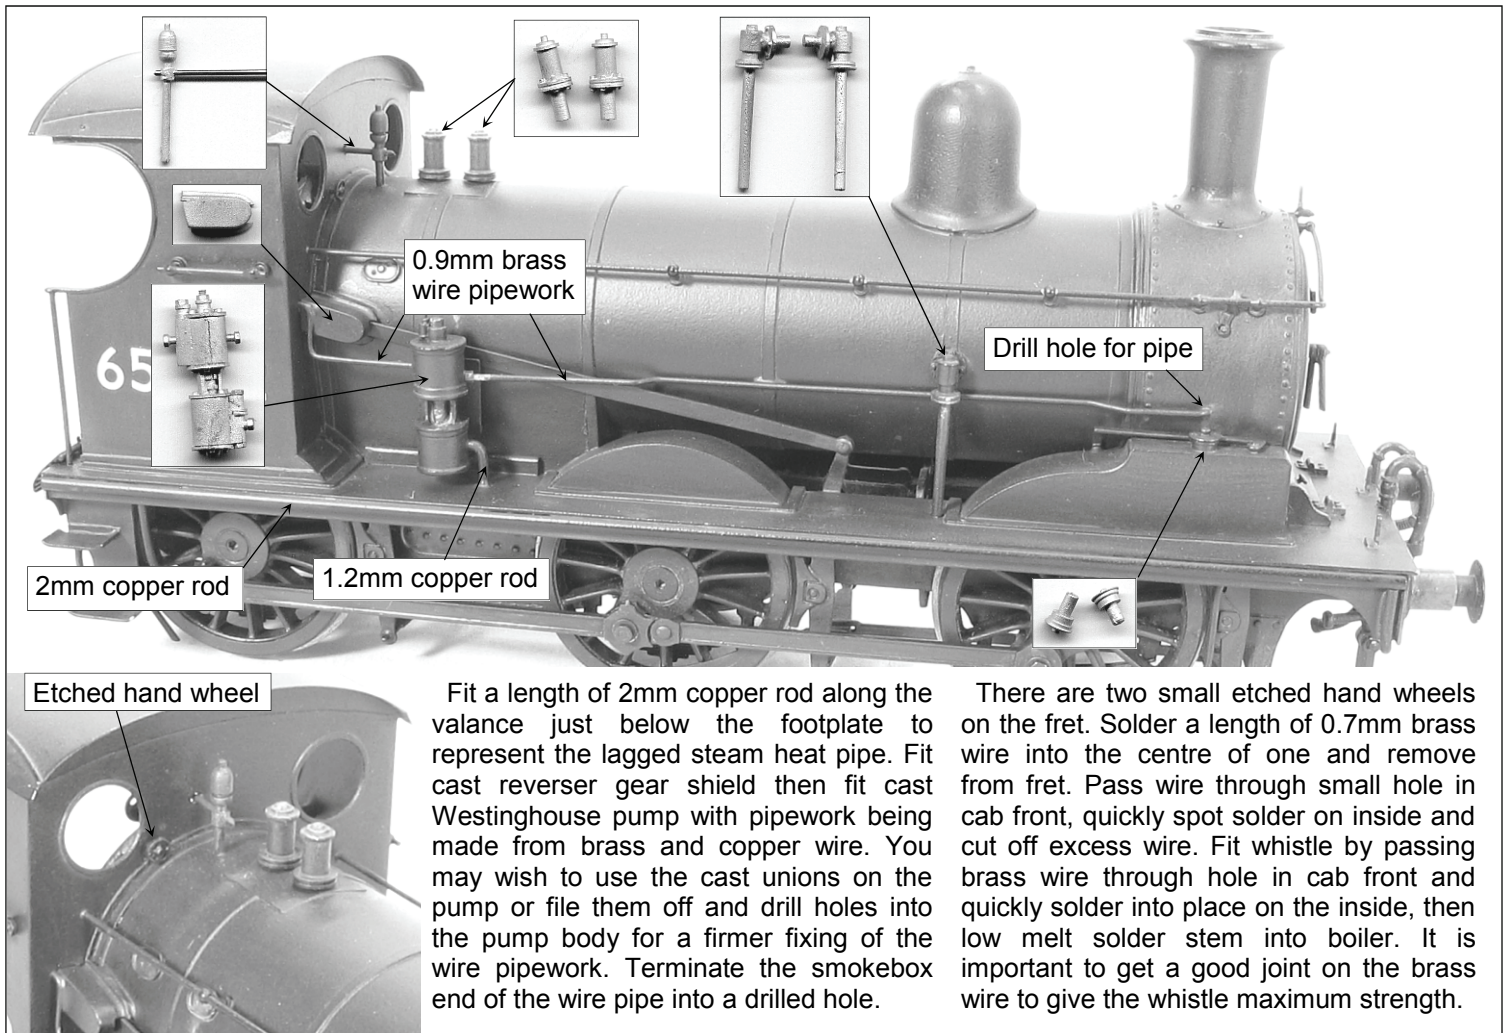 0.9mm brass
wire pipework
Drill hole for pipe
65
2mm copper rod
1.2mm copper rod
Etched hand wheel
Fit a length of 2mm copper rod along the
valance just below the footplate to
represent the lagged steam heat pipe. Fit
cast reverser gear shield then fit cast
Westinghouse pump with pipework being
made from brass and copper wire. You
may wish to use the cast unions on the
pump or file them off and drill holes into
the pump body for a firmer fixing of the
wire pipework. Terminate the smokebox
end of the wire pipe into a drilled hole.
There are two small etched hand wheels
on the fret. Solder a length of 0.7mm brass
wire into the centre of one and remove
from fret. Pass wire through small hole in
cab front, quickly spot solder on inside and
cut off excess wire. Fit whistle by passing
brass wire through hole in cab front and
quickly solder into place on the inside, then
low melt solder stem into boiler. It is
important to get a good joint on the brass
wire to give the whistle maximum strength.